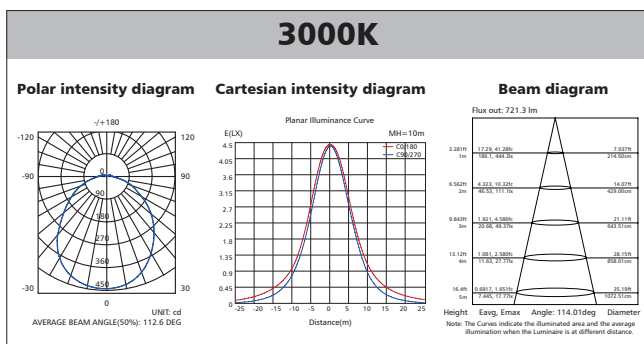 3000K
Polar intensity diagram
Cartesian intensity diagram
Beam diagram
-/+180
-120
120
-90
90
-30
30
0
0
90
180
270
360
450
UNIT: cd
AVERAGE BEAM ANGLE(50%): 112.6 DEG
Planar Illuminance Curve
E(LX)
MH=10m
C0/180
C90/270
4.5
4.05
3.6
3.15
2.7
2.25
1.8
1.35
0.9
0.45
0
-25
-20
-15
-10
-5
0
5
10
15
20
25
Distance(m)
Flux out: 721.3 lm
3.281ft 17.29, 41.28fc 7.037ft
1m 186.1, 444.3lx 214.50cm
6.562ft 4.323, 10.32fc 14.07ft
2m 46.53, 111.1lx 429.00cm
9.843ft 1.921, 4.586fc 21.11ft
3m 20.68, 49.37lx 643.51cm
13.12ft 1.081, 2.580fc 28.15ft
4m 11.63, 27.77lx 858.01cm
16.4ft 0.6917, 1.651fc 35.19ft
5m 7.445, 17.77lx 1072.51cm
Height Eavg, Emax Angle: 114.01deg Diameter
Note: The Curves indicate the illuminated area and the average
illumination when the Luminaire is at different distance.